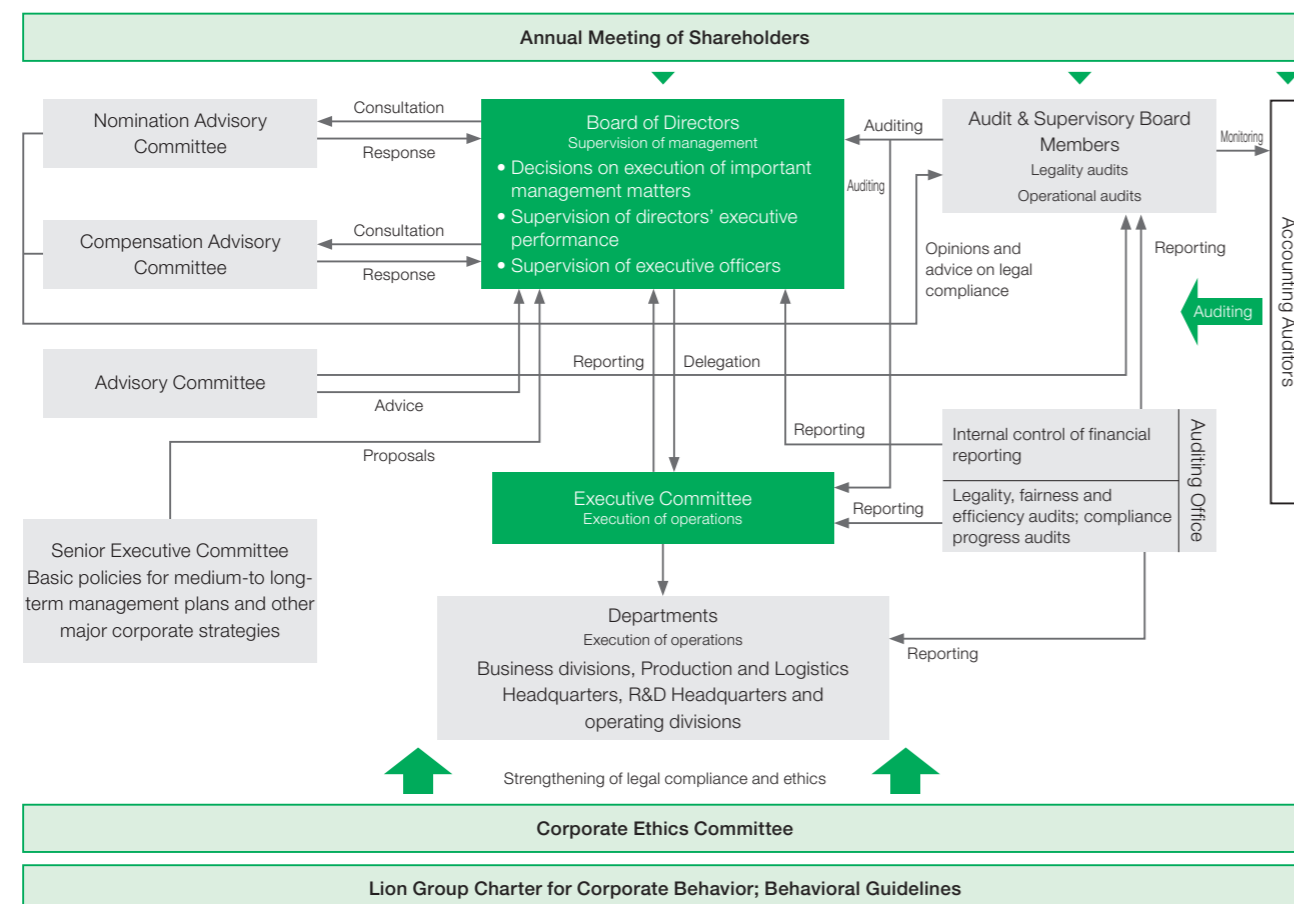 Annual Meeting of Shareholders
Nomination Advisory
Committee
Consultation
Response
Compensation Advisory
Committee
Consultation
Response
Board of Directors
Supervision of management
• Decisions on execution of important
management matters
• Supervision of directors' executive
performance
• Supervision of executive officers
Auditing
Auditing
Audit & Supervisory Board
Members
Legality audits
Operational audits
Monitoring
Accounting Auditors
Opinions and
advice on legal
compliance
Reporting
Auditing
Advisory Committee
Advice
Reporting
Delegation
Proposals
Reporting
Internal control of financial
reporting
Legality, fairness and
efficiency audits; compliance
progress audits
Auditing Office
Executive Committee
Execution of operations
Reporting
Senior Executive Committee
Basic policies for medium-to long-
term management plans and other
major corporate strategies
Departments
Execution of operations
Business divisions, Production and Logistics
Headquarters, R&D Headquarters and
operating divisions
Reporting
Strengthening of legal compliance and ethics
Corporate Ethics Committee
Lion Group Charter for Corporate Behavior; Behavioral Guidelines